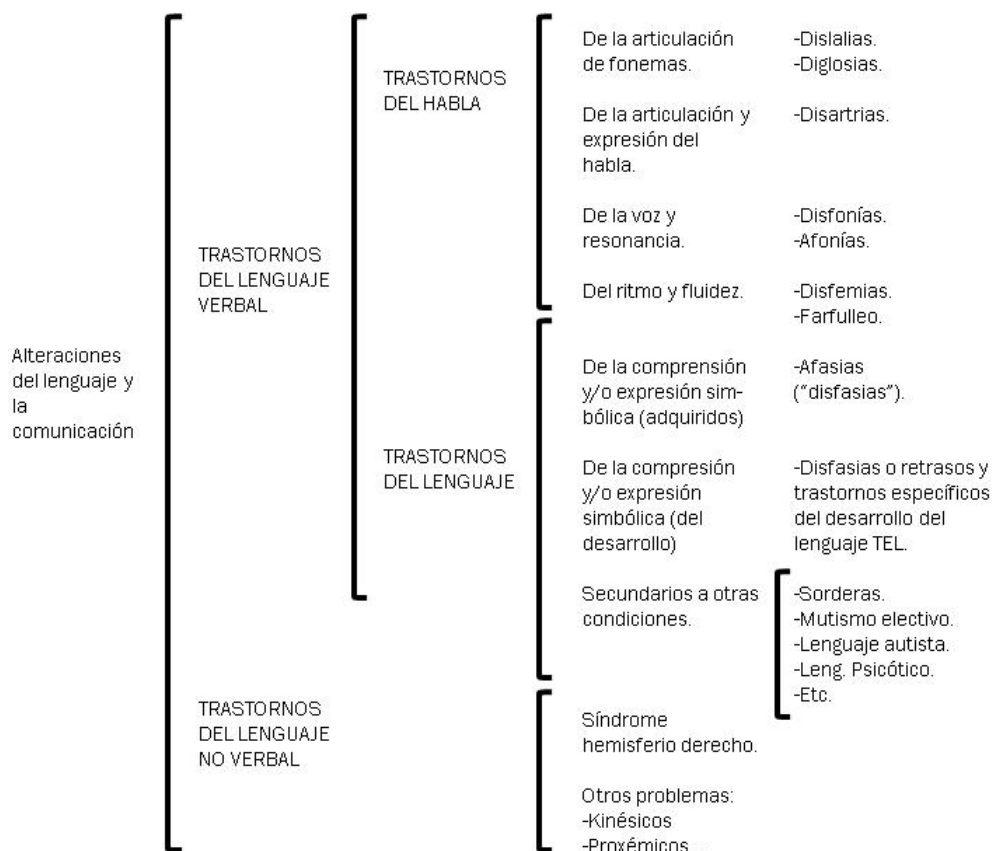 Alteraciones
del lenguaje y
la
comunicación
TRASTORNOS
DEL LENGUAJE
VERBAL
TRASTORNOS
DEL HABLA
De la articulación
de fonemas.
-Dislalias.
-Diglosias.
De la articulación y
expresión del
habla.
-Disartrias.
De la voz y
resonancia.
-Disfonías.
-Afonías.
Del ritmo y fluidez.
-Disfemias.
-Farfulleo.
TRASTORNOS
DEL LENGUAJE
De la comprensión
y/o expresión sim-
bólica (adquiridos)
-Afasias
("disfasias").
De la compresión
y/o expresión
simbólica (del
desarrollo)
-Disfasias o retrasos y
trastornos específicos
del desarrollo del
lenguaje TEL.
Secundarios a otras
condiciones.
-Sorderas.
-Mutismo electivo.
-Lenguaje autista.
-Leng. Psicótico.
-Etc.
TRASTORNOS
DEL LENGUAJE
NO VERBAL
Síndrome
hemisferio derecho.
Otros problemas:
-Kinésicos
-Proxémicos